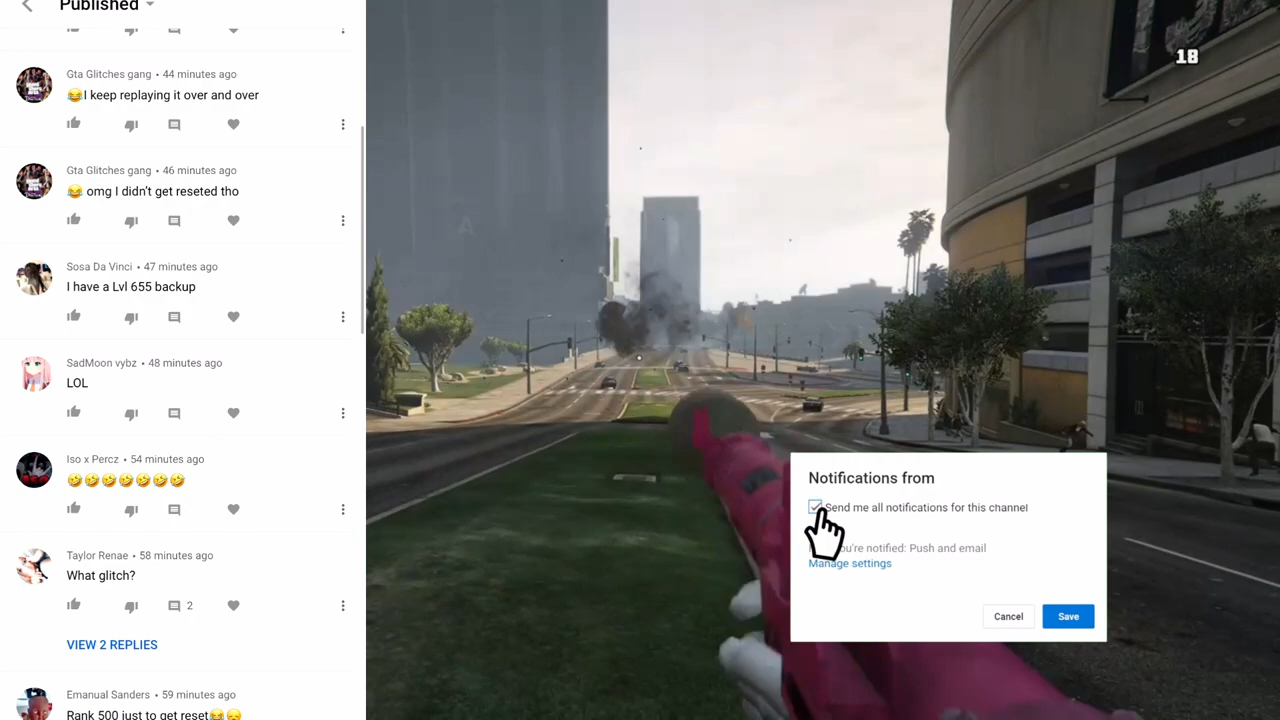 Published
Gta Glitches gang • 44 minutes ago
😂I keep replaying it over and over
Gta Glitches gang • 46 minutes ago
😂 omg I didn't get reseted tho
Sosa Da Vinci • 47 minutes ago
I have a Lvl 655 backup
SadMoon vybz • 48 minutes ago
LOL
Iso x Percz • 54 minutes ago
🤣🤣🤣🤣🤣🤣🤣
Taylor Renae • 58 minutes ago
What glitch?
2
VIEW 2 REPLIES
Emanual Sanders • 59 minutes ago
Rank 500 just to get reset😂😞
18
Notifications from
Send me all notifications for this channel
you're notified: Push and email
Manage settings
Cancel
Save